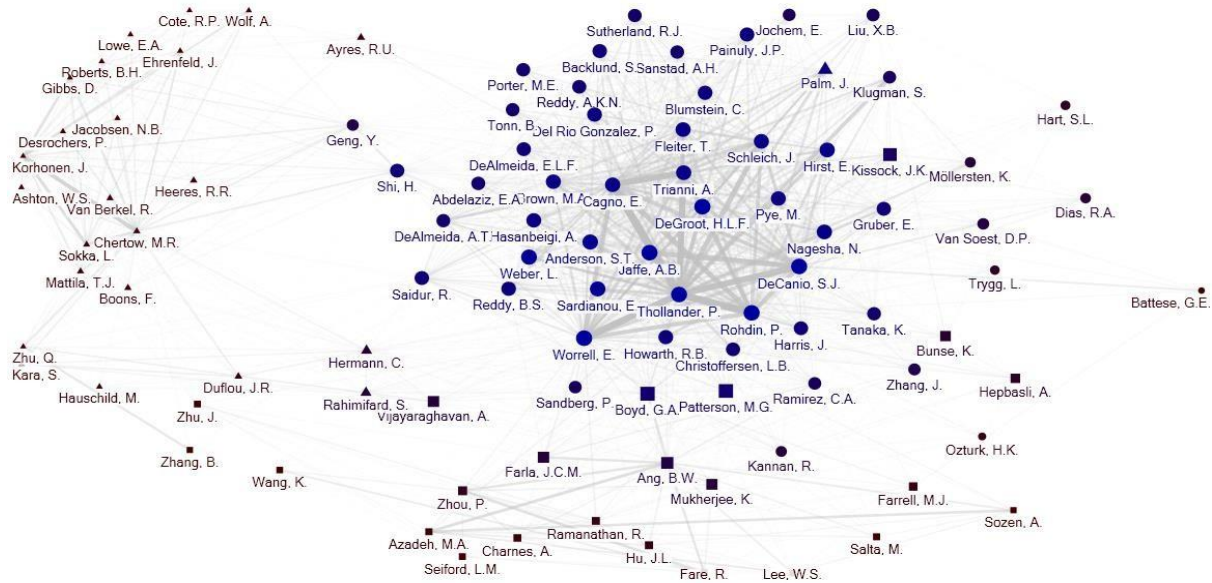 Cote, R.P.
Wolf, A.
Sutherland, R.J.
Jochem, E.
Liu, X.B.
Lowe, E.A.
Ehrenfeld, J.
Ayres, R.U.
Painuly, J.P.
Roberts, B.H.
Backlund, S.
Sanstad, A.H.
Gibbs, D.
Porter, M.E.
Palm, J.
Klugman, S.
Reddy, A.K.N.
Blumstein, C.
Hart, S.L.
Jacobsen, N.B.
Tonn, B.
Del Rio Gonzalez, P.
Desrochers, P.
Geng, Y.
Fleiter, T.
Schleich, J.
Korhonen, J.
DeAlmeida, E.L.F.
Hirst, E.
Kissock, J.K.
Möllersten, K.
Heeres, R.R.
Shi, H.
Trianni, A.
Ashton, W.S.
Abdelaziz, E.A.
Brown, M.A.
Cagno, E.
Van Berkel, R.
DeGroot, H.L.F.
Pye, M.
Gruber, E.
Dias, R.A.
Chertow, M.R.
DeAlmeida, A.T.
Hasanbeigi, A.
Van Soest, D.P.
Sokka, L.
Anderson, S.T.
Nagesha, N.
Weber, L.
Jaffe, A.B.
Mattila, T.J.
DeCanio, S.J.
Trygg, L.
Boons, F.
Saidur, R.
Reddy, B.S.
Sardianou, E.
Thollander, P.
Battese, G.E.
Rohdin, P.
Harris, J.
Tanaka, K.
Zhu, Q.
Worrell, E.
Howarth, R.B.
Bunse, K.
Kara, S.
Hermann, C.
Christoffersen, L.B.
Duflou, J.R.
Zhang, J.
Hepbasli, A.
Hauschild, M.
Rahimifard, S.
Sandberg, P.
Ramirez, C.A.
Zhu, J.
Vijayaraghavan, A.
Boyd, G.A.
Patterson, M.G.
Ozturk, H.K.
Zhang, B.
Farla, J.C.M.
Kannan, R.
Wang, K.
Ang, B.W.
Mukherjee, K.
Farrell, M.J.
Zhou, P.
Sozen, A.
Azadeh, M.A.
Ramanathan, R.
Charnes, A.
Hu, J.L.
Salta, M.
Seiford, L.M.
Fare, R.
Lee, W.S.